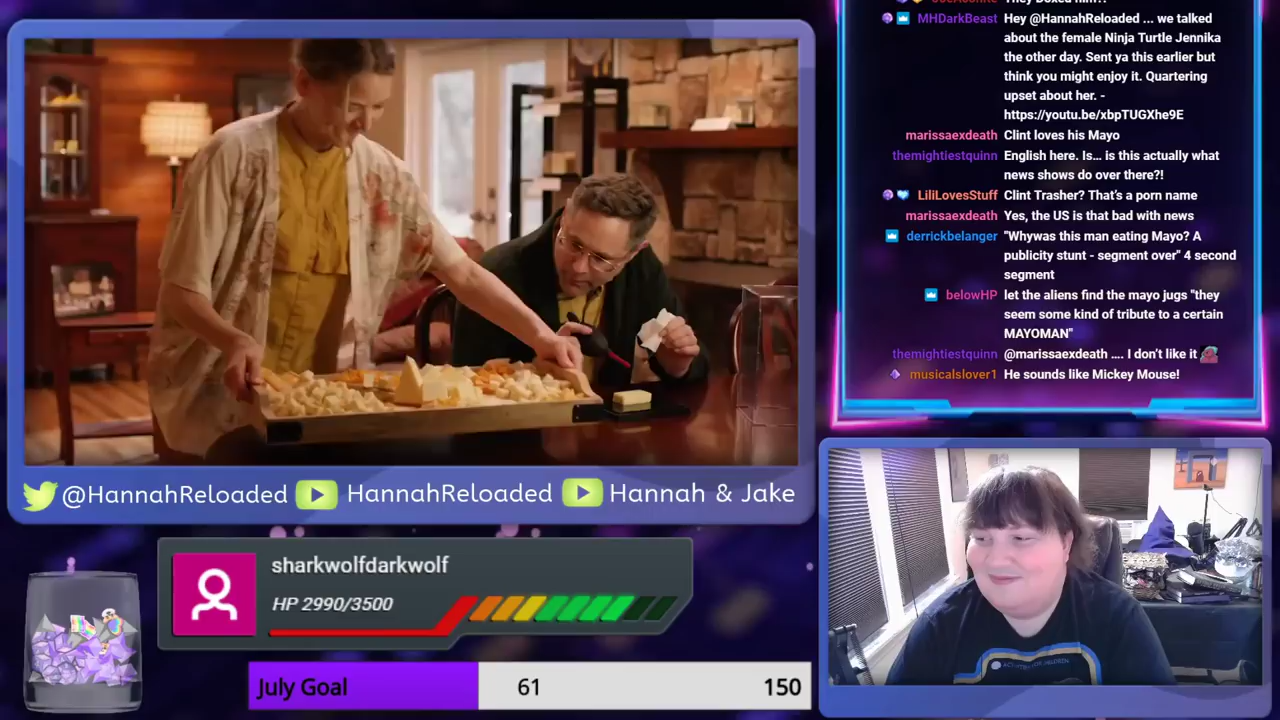 MHDarkBeast Hey @HannahReloaded ... we talked
about the female Ninja Turtle Jennika
the other day. Sent ya this earlier but
think you might enjoy it. Quartering
upset about her. -
https://youtu.be/xbpTUGXhe9E
marissaexdeath Clint loves his Mayo
themightiestquinn English here. Is... is this actually what
news shows do over there?!
LiliLovesStuff Clint Trasher? That's a porn name
marissaexdeath Yes, the US is that bad with news
derrickbelanger "Whywas this man eating Mayo? A
publicity stunt - segment over" 4 second
segment
belowHP let the aliens find the mayo jugs "they
seem some kind of tribute to a certain
MAYOMAN"
themightiestquinn @marissaexdeath .... I don't like it
musicalslover1 He sounds like Mickey Mouse!
@HannahReloaded HannahReloaded Hannah & Jake
sharkwolfdarkwolf
HP 2990/3500
July Goal 61 150